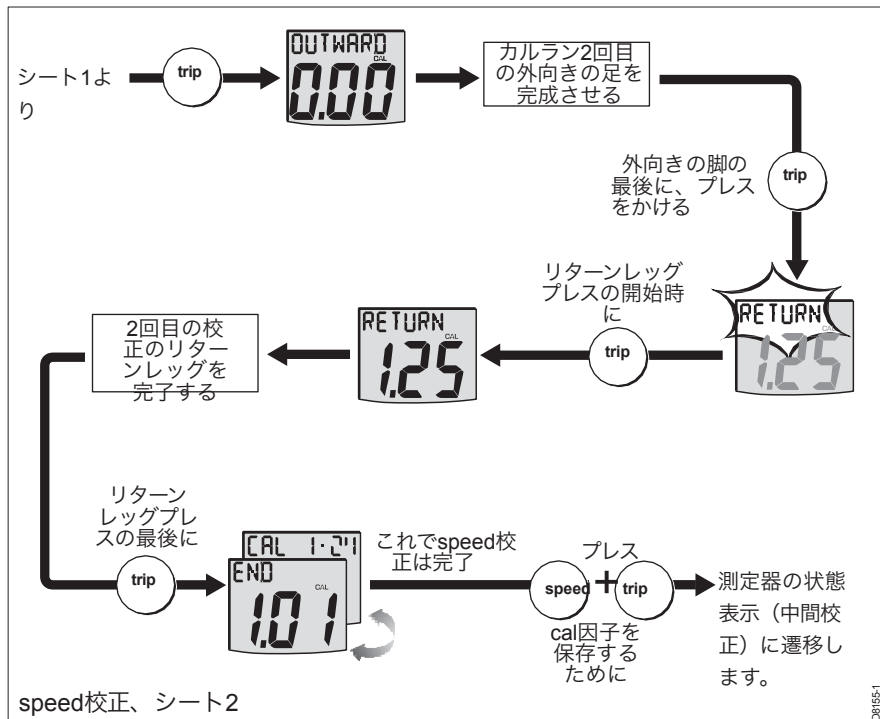 シート1よ
り
trip
OUTWARD
CAL
0.00
カルラン2回目
の外向きの足を
完成させる
外向きの脚の
最後に、プレス
をかける
trip
RETURN
CAL
1.25
リターンレッグ
プレスの開始時
に
trip
RETURN
CAL
1.25
2回目の校
正のリター
ンレッグを
完了する
リターン
レッグプレ
スの最後に
trip
CAL 1.24
END
CAL
1.01
これでspeed校
正は完了
プレス
speed + trip
cal因子を
保存する
ために
測定器の状態
表示（中間校
正）に遷移し
ます。
speed校正、シート2
D8155-1